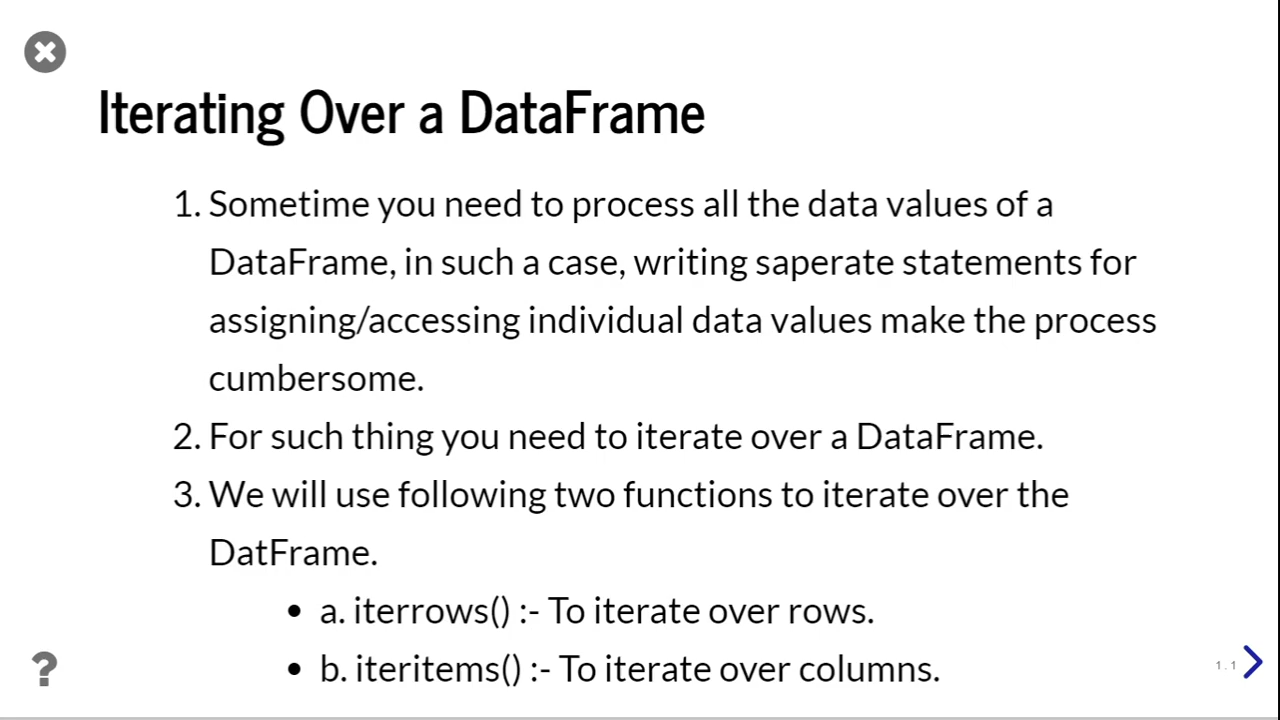 Iterating Over a DataFrame
1. Sometime you need to process all the data values of a
DataFrame, in such a case, writing saperate statements for
assigning/accessing individual data values make the process
cumbersome.
2. For such thing you need to iterate over a DataFrame.
3. We will use following two functions to iterate over the
DatFrame.
• a. iterrows() :- To iterate over rows.
• b. iteritems() :- To iterate over columns.
?
1.1